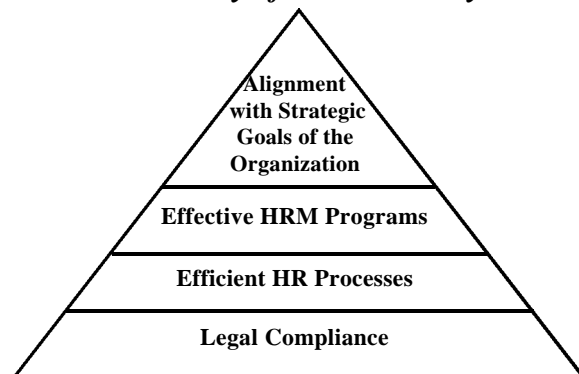 Alignment
with Strategic
Goals of the
Organization
Effective HRM Programs
Efficient HR Processes
Legal Compliance